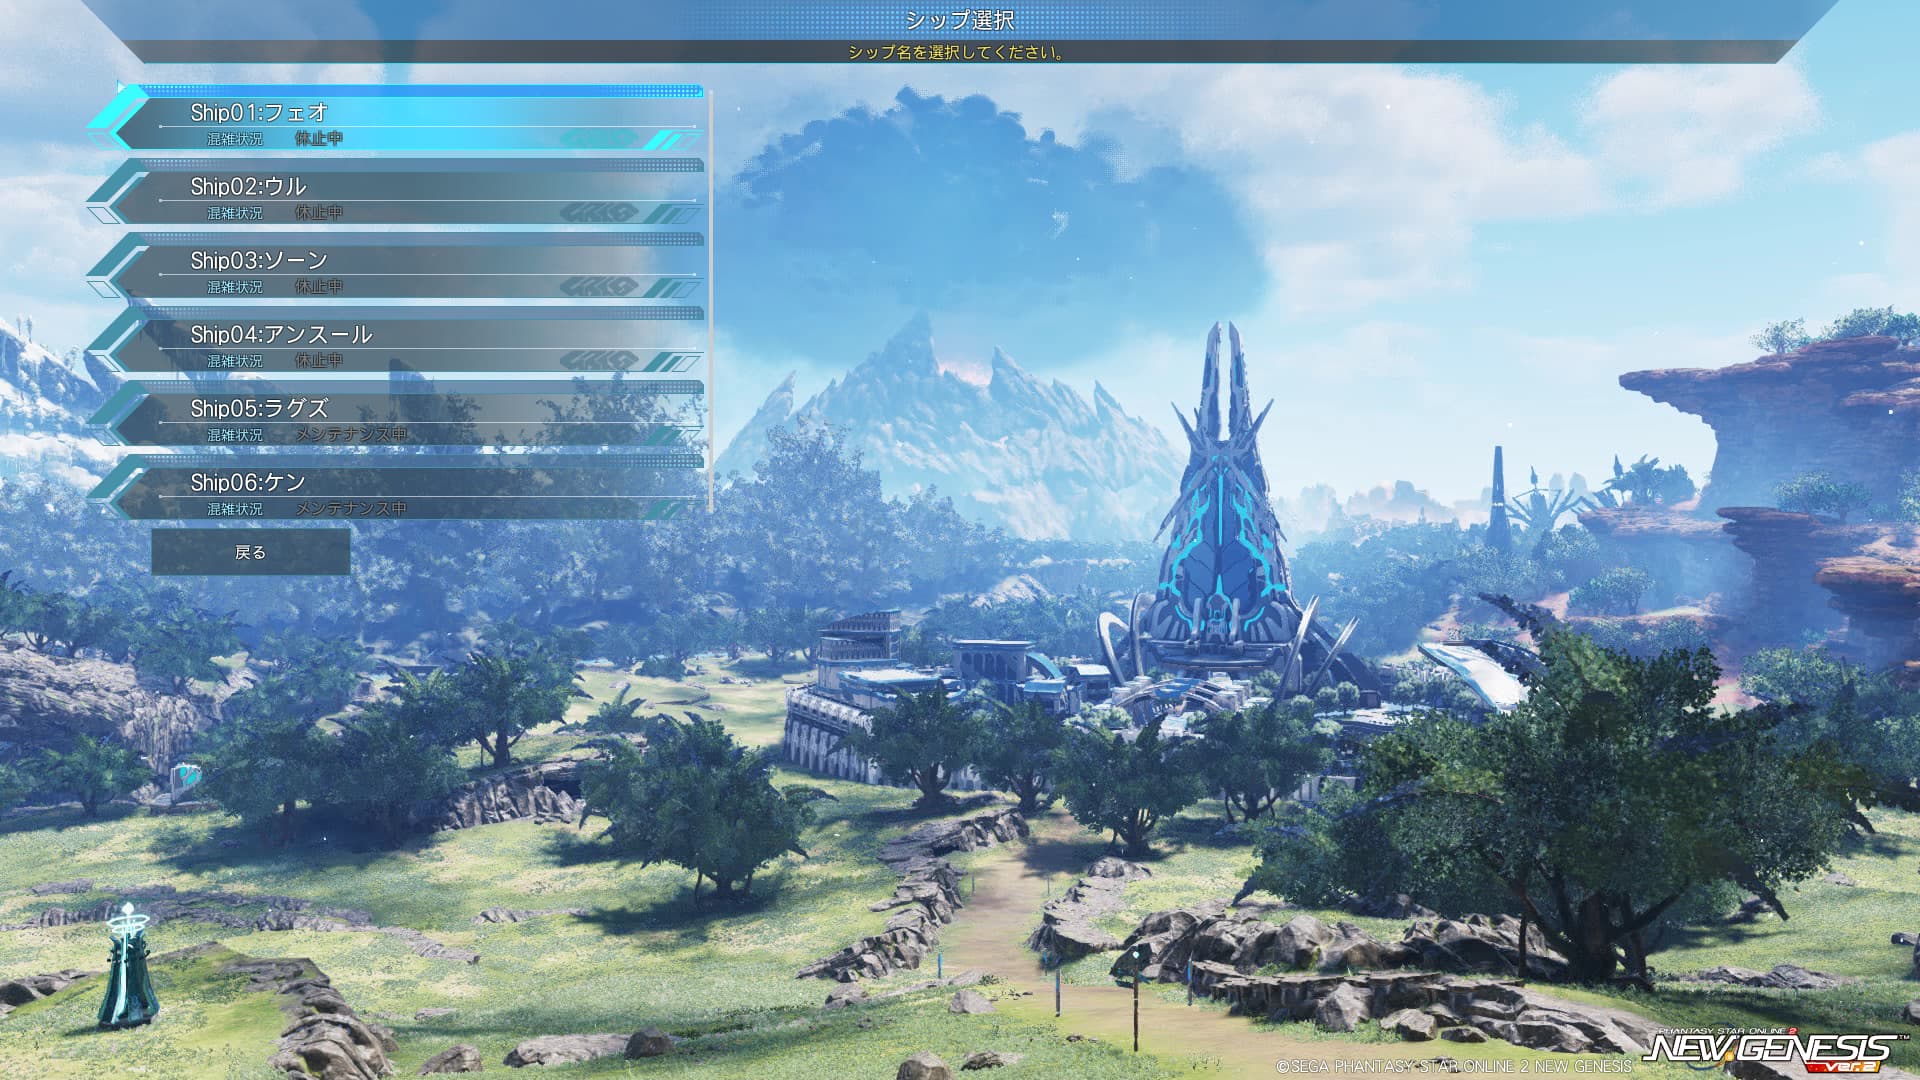 シップ選択
シップ名を選択してください。
Ship01:フェオ
混雑状況 休止中
Ship02:ウル
混雑状況 休止中
Ship03:ソーン
混雑状況 休止中
Ship04:アンスール
混雑状況 休止中
Ship05:ラグズ
混雑状況 メンテナンス中
Ship06:ケン
混雑状況 メンテナンス中
戻る
PHANTASY STAR ONLINE 2
NEW GENESIS™
ver.2
©SEGA PHANTASY STAR ONLINE 2 NEW GENESIS